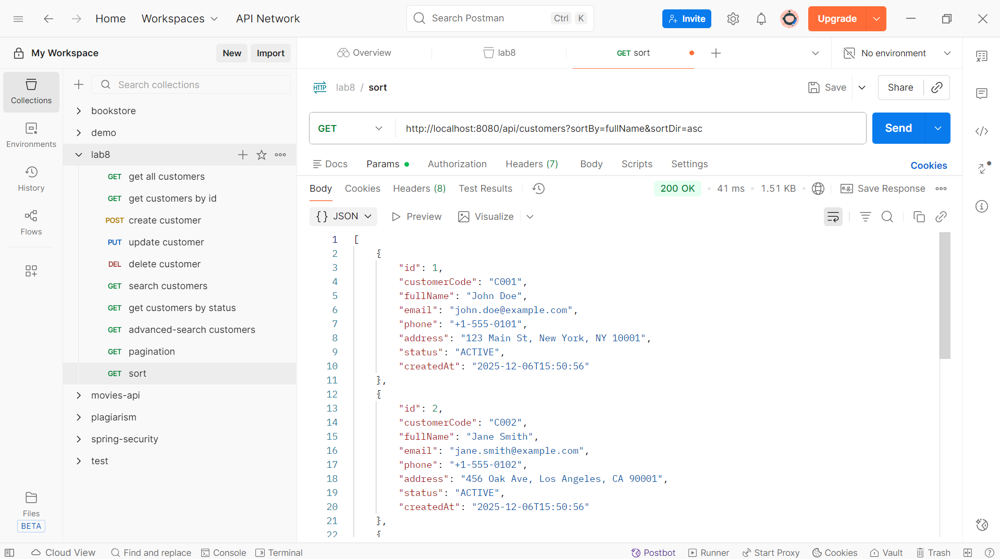 Home
Workspaces
API Network
Search Postman
Ctrl K
Invite
Upgrade
My Workspace
New
Import
Overview
lab8
GET sort
No environment
Collections
Environments
History
Flows
Files
BETA
Search collections
bookstore
demo
lab8
GET get all customers
GET get customers by id
POST create customer
PUT update customer
DEL delete customer
GET search customers
GET get customers by status
GET advanced-search customers
GET pagination
GET sort
movies-api
plagiarism
spring-security
test
HTTP lab8 / sort
Save
Share
GET http://localhost:8080/api/customers?sortBy=fullName&sortDir=asc
Send
Docs Params Authorization Headers (7) Body Scripts Settings
Cookies
Body Cookies Headers (8) Test Results
200 OK • 41 ms • 1.51 KB •
e.g. Save Response
{} JSON Preview Visualize
1 [
2 {
3 "id": 1,
4 "customerCode": "C001",
5 "fullName": "John Doe",
6 "email": "john.doe@example.com",
7 "phone": "+1-555-0101",
8 "address": "123 Main St, New York, NY 10001",
9 "status": "ACTIVE",
10 "createdAt": "2025-12-06T15:50:56"
11 },
12 {
13 "id": 2,
14 "customerCode": "C002",
15 "fullName": "Jane Smith",
16 "email": "jane.smith@example.com",
17 "phone": "+1-555-0102",
18 "address": "456 Oak Ave, Los Angeles, CA 90001",
19 "status": "ACTIVE",
20 "createdAt": "2025-12-06T15:50:56"
21 },
22 {
Cloud View
Find and replace
Console
Terminal
Postbot
Runner
Start Proxy
Cookies
Vault
Trash